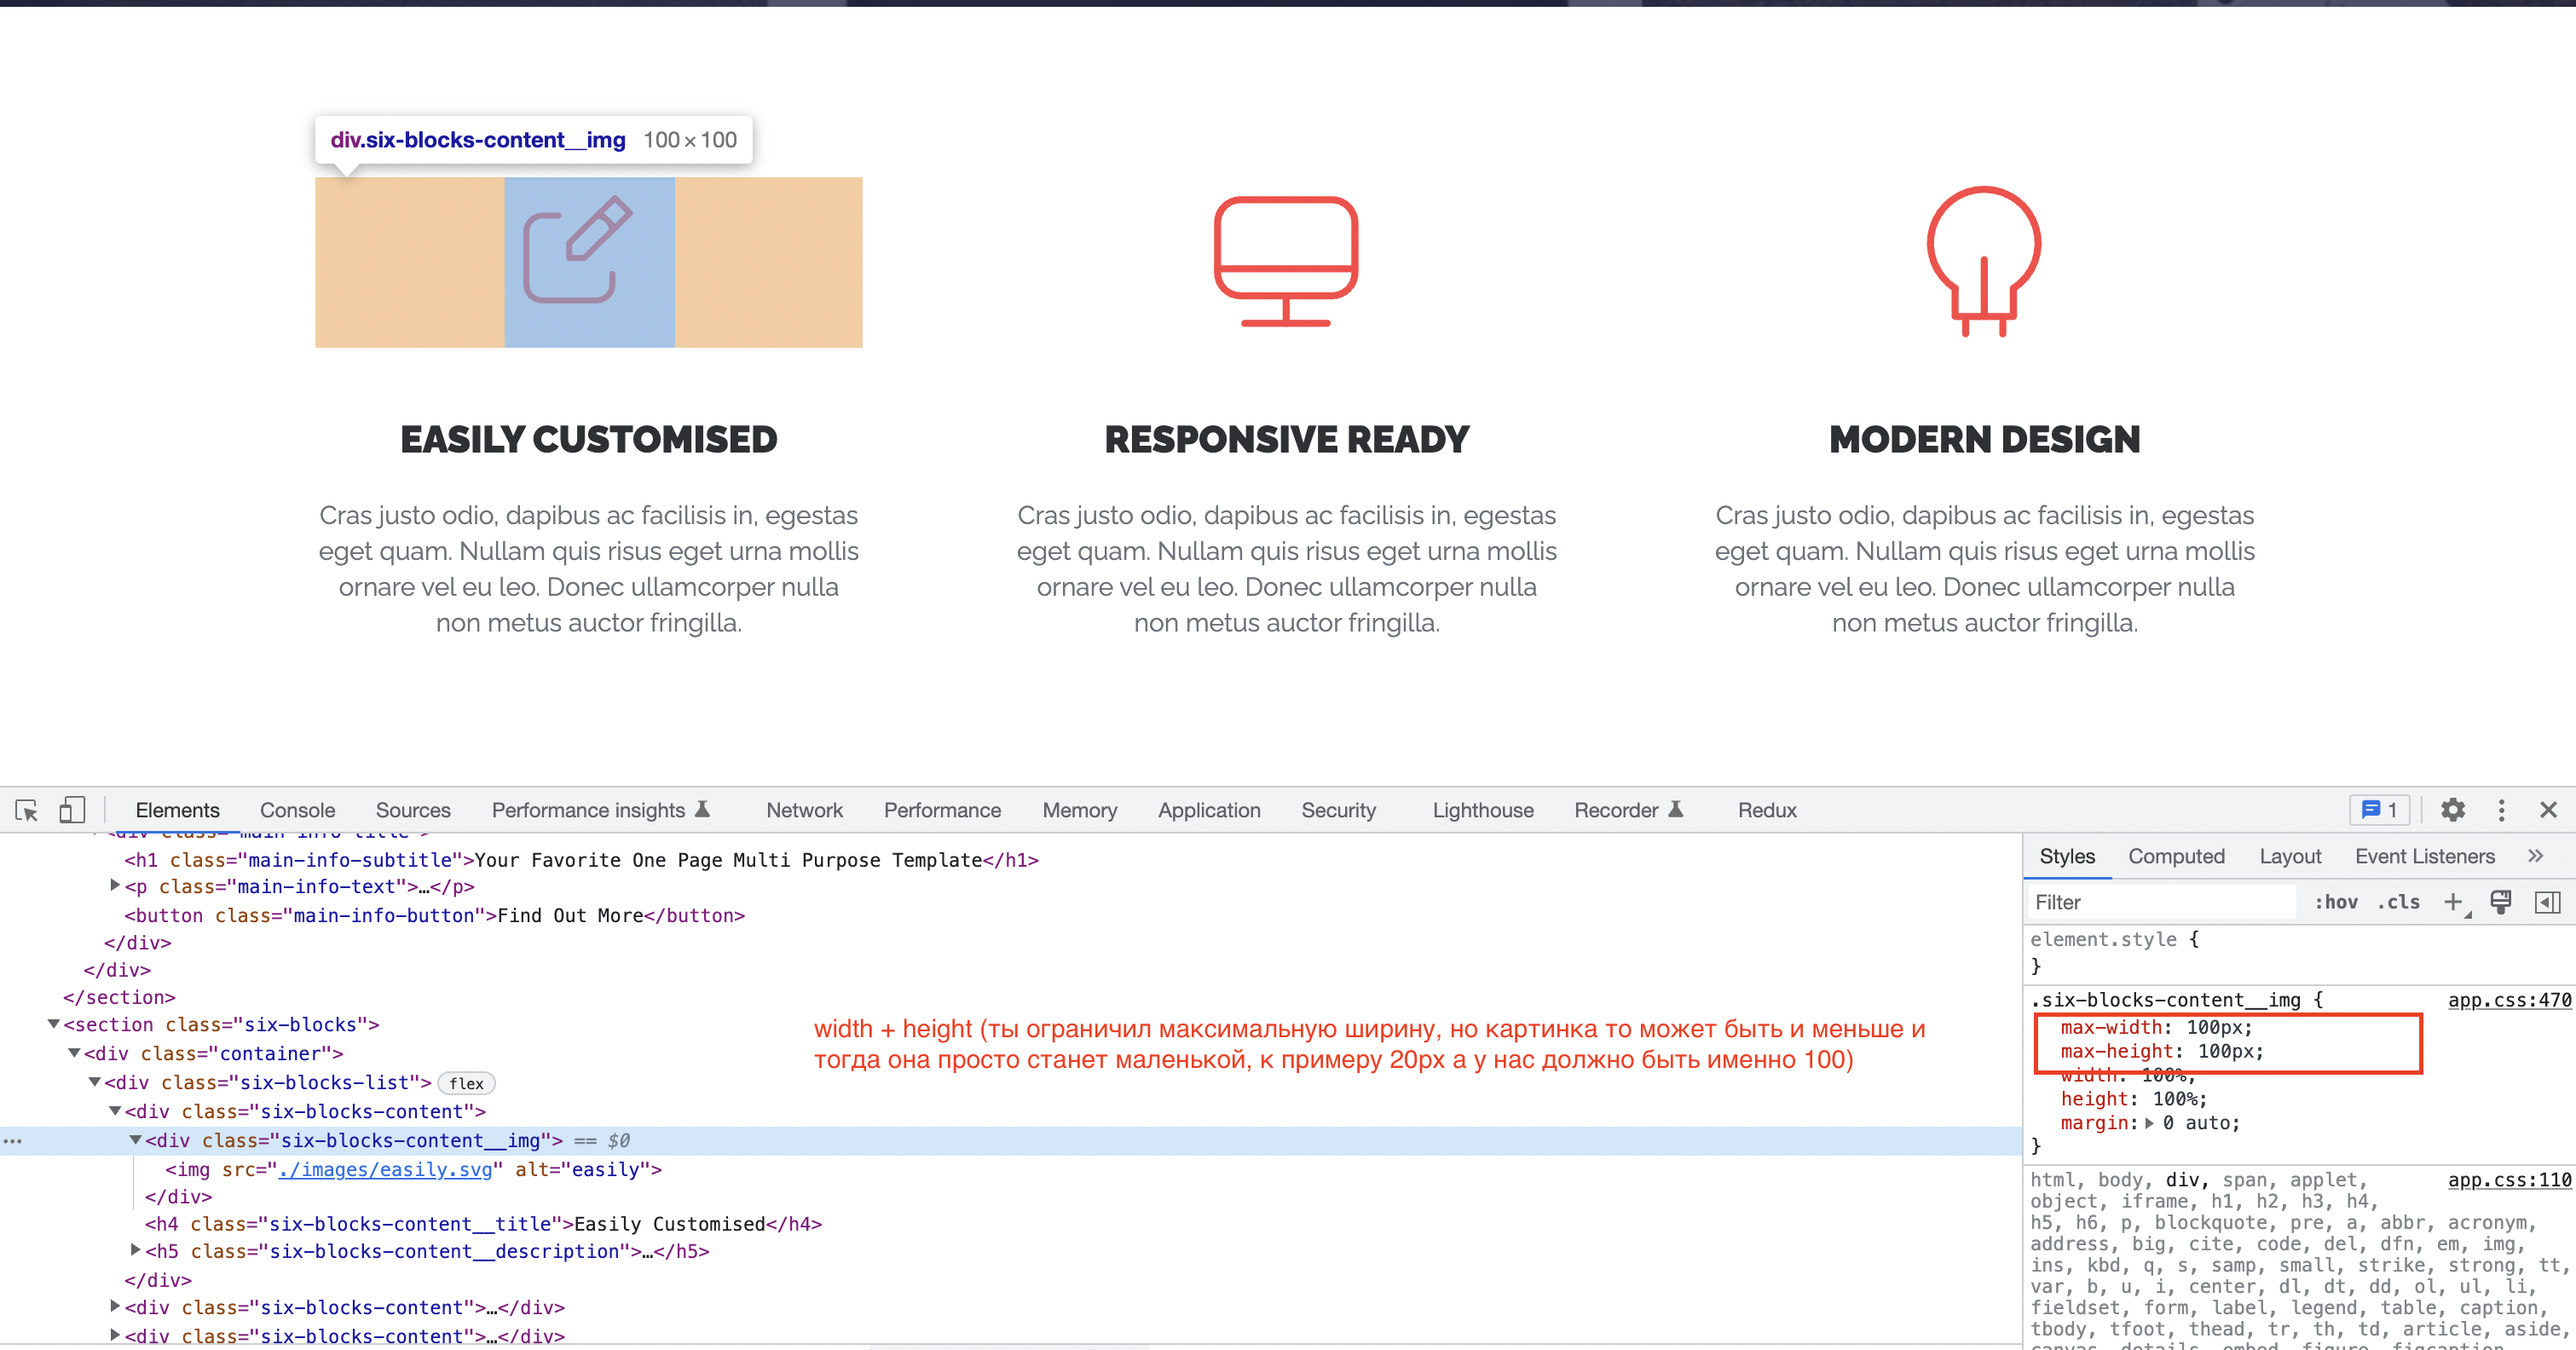 div.six-blocks-content__img 100×100
EASILY CUSTOMISED
Cras justo odio, dapibus ac facilisis in, egestas
eget quam. Nullam quis risus eget urna mollis
ornare vel eu leo. Donec ullamcorper nulla
non metus auctor fringilla.
RESPONSIVE READY
Cras justo odio, dapibus ac facilisis in, egestas
eget quam. Nullam quis risus eget urna mollis
ornare vel eu leo. Donec ullamcorper nulla
non metus auctor fringilla.
MODERN DESIGN
Cras justo odio, dapibus ac facilisis in, egestas
eget quam. Nullam quis risus eget urna mollis
ornare vel eu leo. Donec ullamcorper nulla
non metus auctor fringilla.
Elements Console Sources Performance insights Network Performance Memory Application Security Lighthouse Recorder Redux 1
<div class="main-info-title">
<h1 class="main-info-subtitle">Your Favorite One Page Multi Purpose Template</h1>
<p class="main-info-text">…</p>
<button class="main-info-button">Find Out More</button>
</div>
</div>
</section>
<section class="six-blocks">
<div class="container">
<div class="six-blocks-list"> flex
<div class="six-blocks-content">
<div class="six-blocks-content__img"> == $0
<img src="./images/easily.svg" alt="easily">
</div>
<h4 class="six-blocks-content__title">Easily Customised</h4>
<h5 class="six-blocks-content__description">…</h5>
</div>
<div class="six-blocks-content">…</div>
<div class="six-blocks-content">…</div>
width + height (ты ограничил максимальную ширину, но картинка то может быть и меньше и
тогда она просто станет маленькой, к примеру 20px а у нас должно быть именно 100)
Styles Computed Layout Event Listeners »
Filter :hov .cls +
element.style {
}
.six-blocks-content__img { app.css:470
max-width: 100px;
max-height: 100px;
width: 100%;
height: 100%;
margin: 0 auto;
}
html, body, div, span, applet, app.css:110
object, iframe, h1, h2, h3, h4,
h5, h6, p, blockquote, pre, a, abbr, acronym,
address, big, cite, code, del, dfn, em, img,
ins, kbd, q, s, samp, small, strike, strong, tt,
var, b, u, i, center, dl, dt, dd, ol, ul, li,
fieldset, form, label, legend, table, caption,
tbody, tfoot, thead, tr, th, td, article, aside,
canvas, details, embed, figure, figcaption,